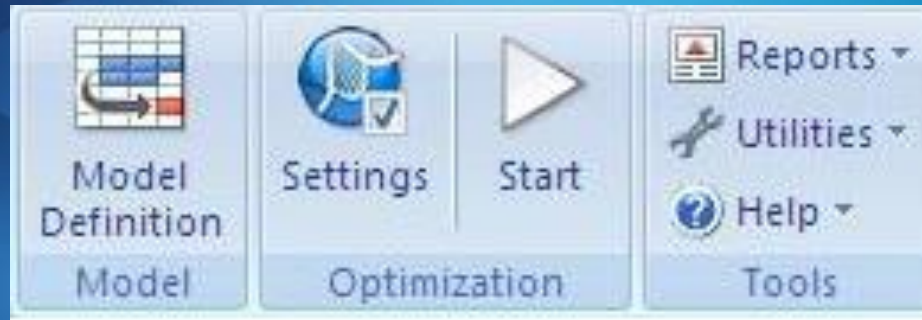 Model
Definition
Model
Settings
Start
Optimization
Reports
Utilities
Help
Tools